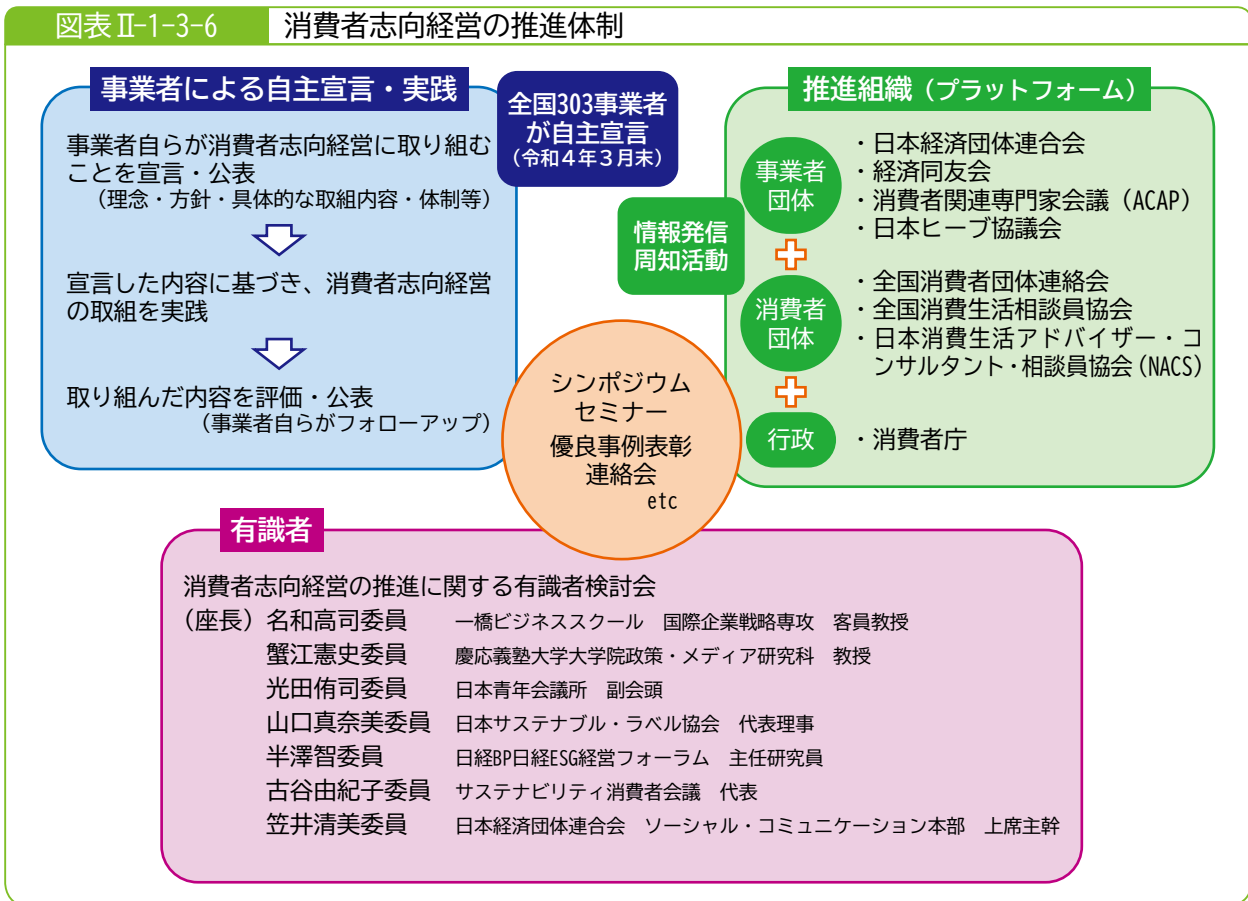 図表Ⅱ-1-3-6 消費者志向経営の推進体制
事業者による自主宣言・実践
事業者自らが消費者志向経営に取り組む
ことを宣言・公表
（理念・方針・具体的な取組内容・体制等）
宣言した内容に基づき、消費者志向経営
の取組を実践
取り組んだ内容を評価・公表
（事業者自らがフォローアップ）
全国303事業者
が自主宣言
（令和４年３月末）
情報発信
周知活動
推進組織（プラットフォーム）
事業者
団体
・日本経済団体連合会
・経済同友会
・消費者関連専門家会議（ACAP）
・日本ヒーブ協議会
消費者
団体
・全国消費者団体連絡会
・全国消費生活相談員協会
・日本消費生活アドバイザー・コ
ンサルタント・相談員協会（NACS）
行政
・消費者庁
シンポジウム
セミナー
優良事例表彰
連絡会
etc
有識者
消費者志向経営の推進に関する有識者検討会
（座長）名和高司委員 一橋ビジネススクール 国際企業戦略専攻 客員教授
蟹江憲史委員 慶応義塾大学大学院政策・メディア研究科 教授
光田侑司委員 日本青年会議所 副会頭
山口真奈美委員 日本サステナブル・ラベル協会 代表理事
半澤智委員 日経BP日経ESG経営フォーラム 主任研究員
古谷由紀子委員 サステナビリティ消費者会議 代表
笠井清美委員 日本経済団体連合会 ソーシャル・コミュニケーション本部 上席主幹